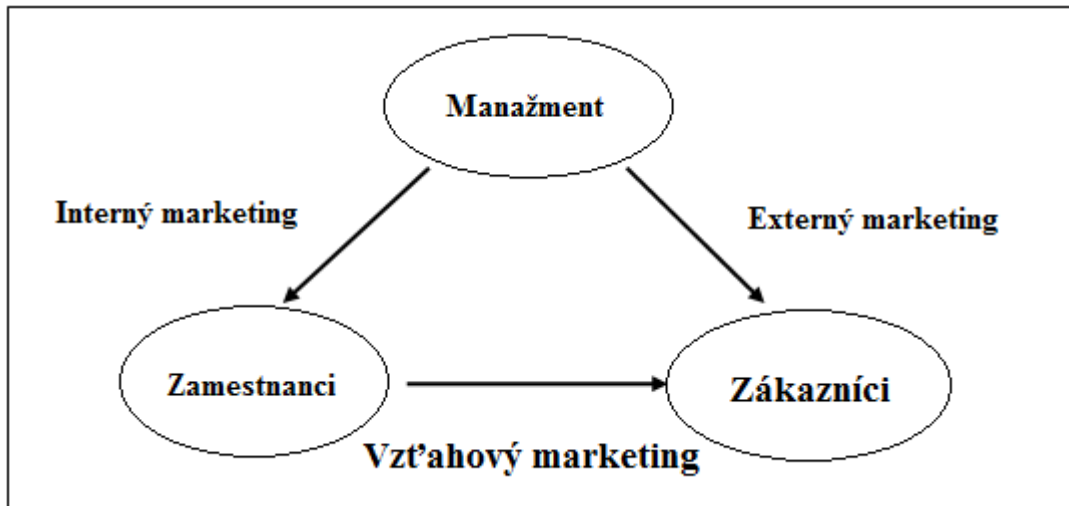 Manažment
Interný marketing
Externý marketing
Zamestnanci
Zákazníci
Vzťahový marketing